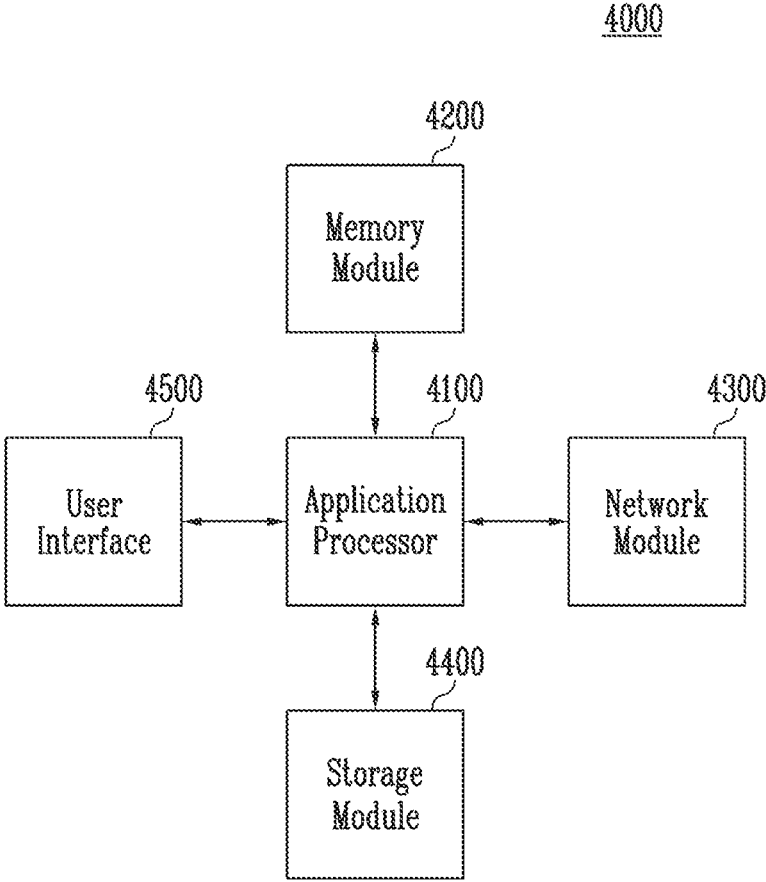 4000
4200
Memory
Module
4500
4100
4300
User
Interface
Application
Processor
Network
Module
4400
Storage
Module